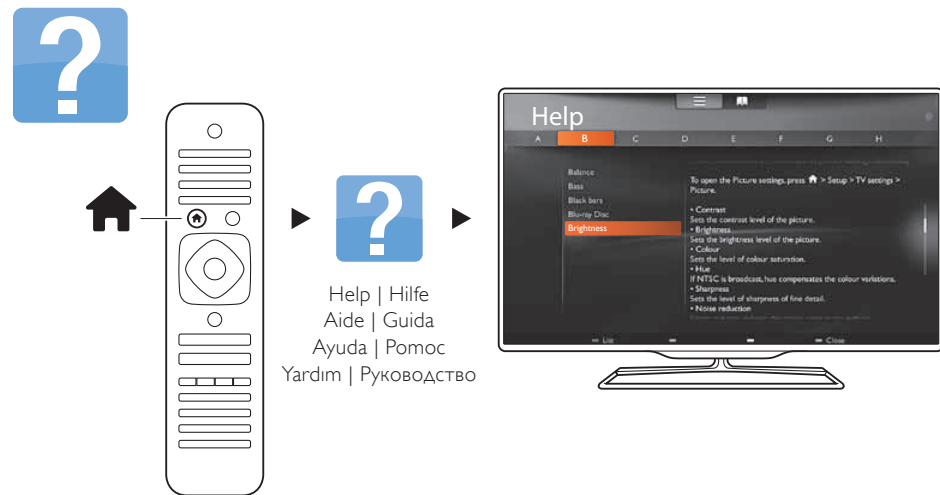 ?
?
Help | Hilfe
Aide | Guida
Ayuda | Pomoc
Yardım | Руководство
Help
A B C D E F G H
Balance
Bass
Black bars
Blu-ray Disc
Brightness
To open the Picture settings, press > Setup > TV settings >
Picture.
• Contrast
Sets the contrast level of the picture.
• Brightness
Sets the brightness level of the picture.
• Colour
Sets the level of colour saturation.
• Hue
If NTSC is broadcast, hue compensates the colour variations.
• Sharpness
Sets the level of sharpness of fine detail.
• Noise reduction
List Close